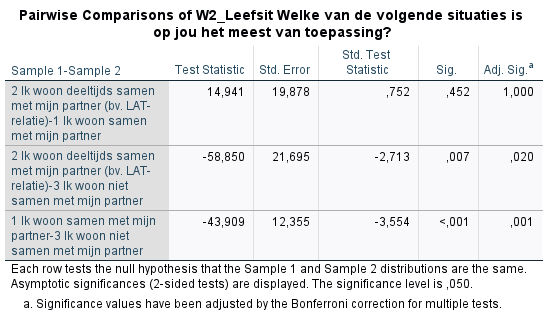 Pairwise Comparisons of W2_Leefsit Welke van de volgende situaties is
op jou het meest van toepassing?
Sample 1-Sample 2 Test Statistic Std. Error Std. Test Statistic Sig. Adj. Sig.a
2 Ik woon deeltijds samen 14,941 19,878 ,752 ,452 1,000
met mijn partner (bv. LAT-
relatie)-1 Ik woon samen
met mijn partner
2 Ik woon deeltijds samen -58,850 21,695 -2,713 ,007 ,020
met mijn partner (bv. LAT-
relatie)-3 Ik woon niet
samen met mijn partner
1 Ik woon samen met mijn -43,909 12,355 -3,554 <,001 ,001
partner-3 Ik woon niet
samen met mijn partner
Each row tests the null hypothesis that the Sample 1 and Sample 2 distributions are the same.
Asymptotic significances (2-sided tests) are displayed. The significance level is ,050.
a. Significance values have been adjusted by the Bonferroni correction for multiple tests.